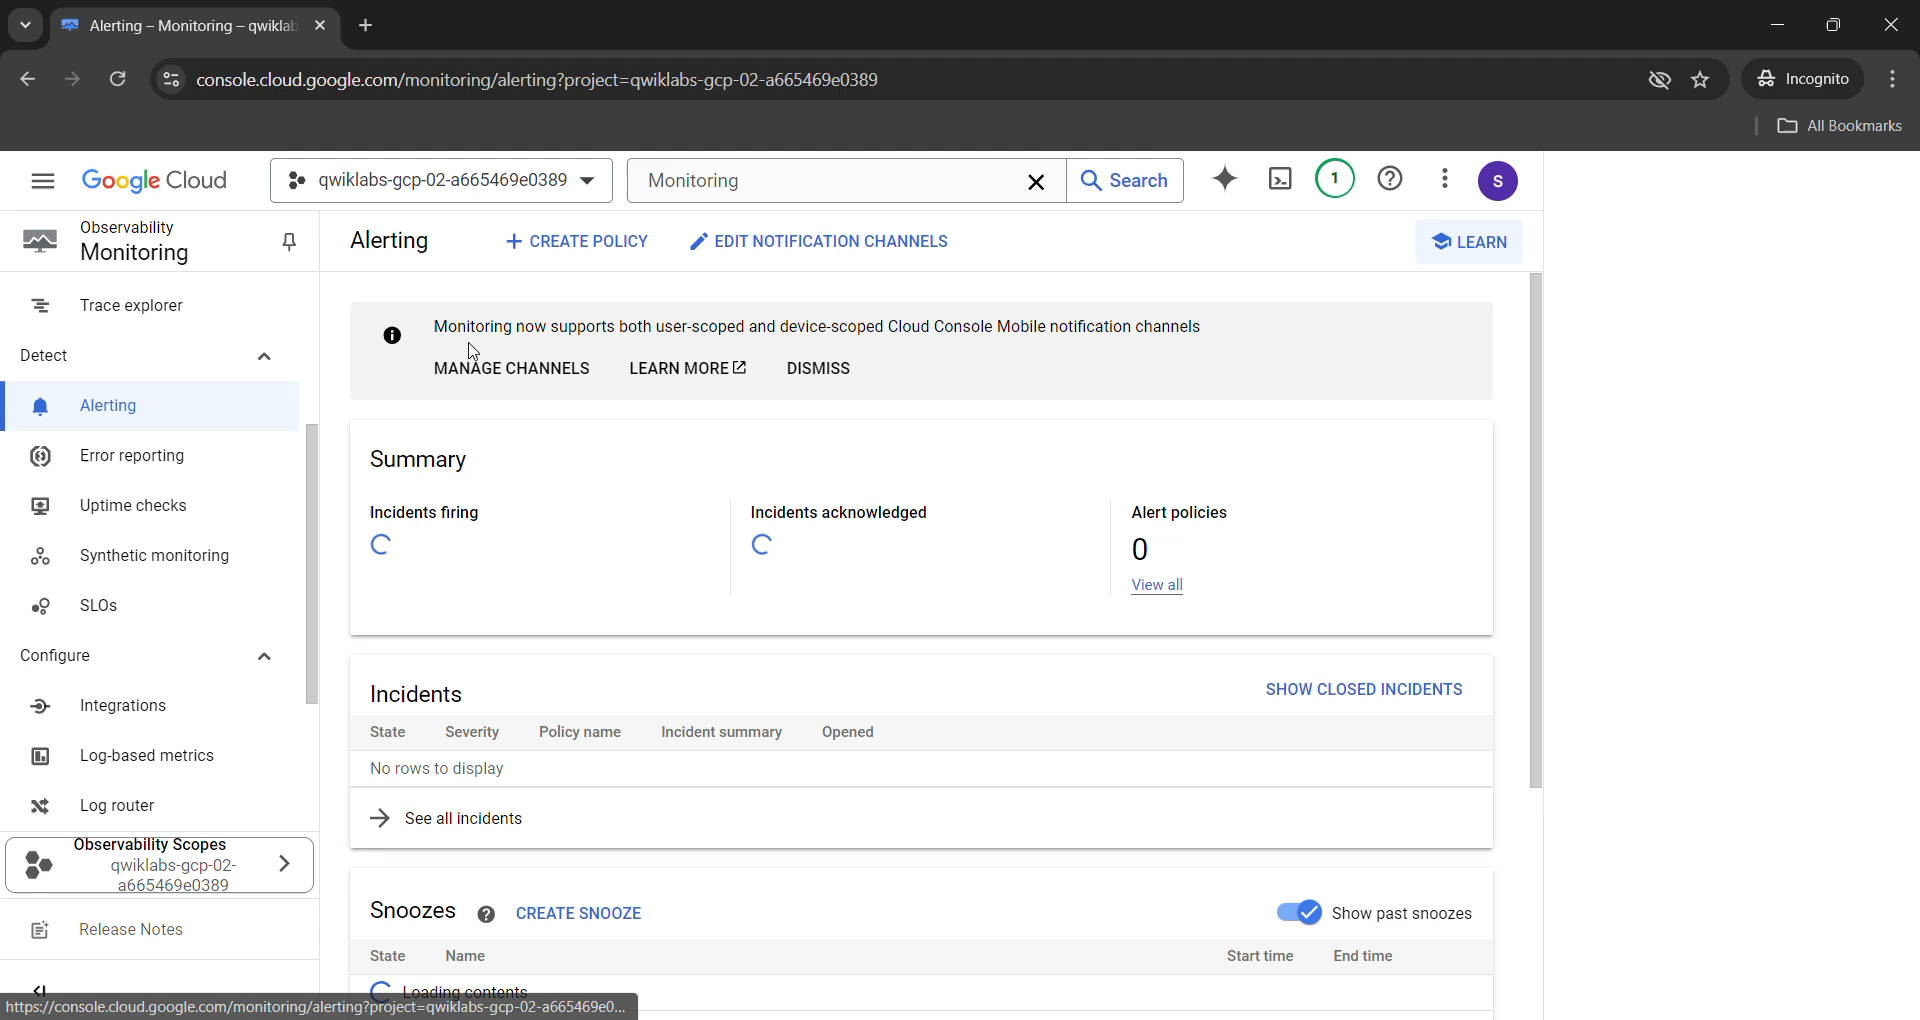 Alerting – Monitoring – qwiklab
console.cloud.google.com/monitoring/alerting?project=qwiklabs-gcp-02-a665469e0389
Incognito
All Bookmarks
Google Cloud
qwiklabs-gcp-02-a665469e0389
Monitoring
Search
1
S
Observability
Monitoring
Alerting
CREATE POLICY
EDIT NOTIFICATION CHANNELS
LEARN
Trace explorer
Detect
Alerting
Error reporting
Uptime checks
Synthetic monitoring
SLOs
Configure
Integrations
Log-based metrics
Log router
Observability Scopes
qwiklabs-gcp-02-
a665469e0389
Release Notes
Monitoring now supports both user-scoped and device-scoped Cloud Console Mobile notification channels
MANAGE CHANNELS LEARN MORE DISMISS
Summary
Incidents firing
Incidents acknowledged
Alert policies
0
View all
Incidents
SHOW CLOSED INCIDENTS
State Severity Policy name Incident summary Opened
No rows to display
See all incidents
Snoozes
CREATE SNOOZE
Show past snoozes
State Name Start time End time
Loading contents
https://console.cloud.google.com/monitoring/alerting?project=qwiklabs-gcp-02-a665469e0...